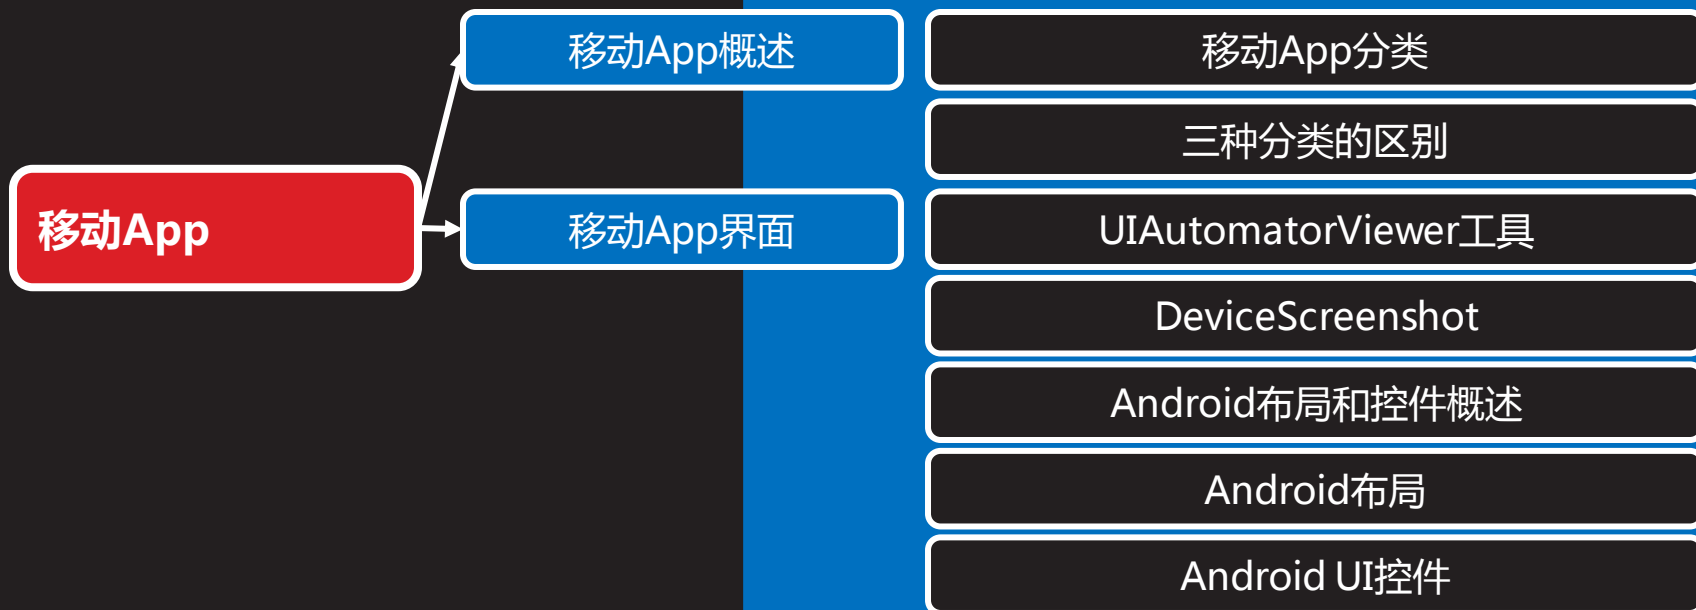 移动App
移动App概述
移动App分类
三种分类的区别
移动App界面
UIAutomatorViewer工具
DeviceScreenshot
Android布局和控件概述
Android布局
Android UI控件